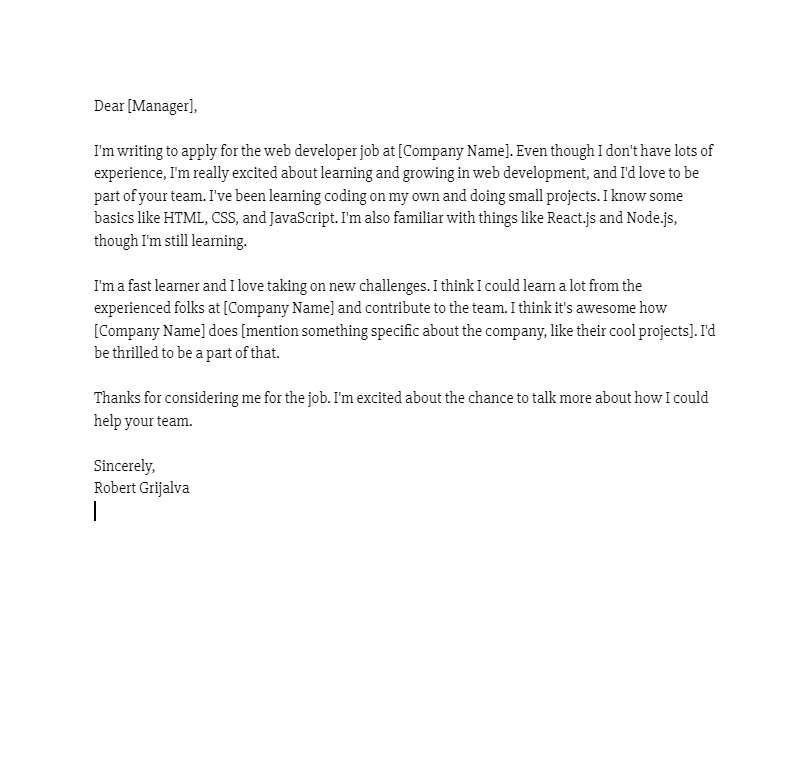 Dear [Manager],
I'm writing to apply for the web developer job at [Company Name]. Even though I don't have lots of
experience, I'm really excited about learning and growing in web development, and I'd love to be
part of your team. I've been learning coding on my own and doing small projects. I know some
basics like HTML, CSS, and JavaScript. I'm also familiar with things like React.js and Node.js,
though I'm still learning.
I'm a fast learner and I love taking on new challenges. I think I could learn a lot from the
experienced folks at [Company Name] and contribute to the team. I think it's awesome how
[Company Name] does [mention something specific about the company, like their cool projects]. I'd
be thrilled to be a part of that.
Thanks for considering me for the job. I'm excited about the chance to talk more about how I could
help your team.
Sincerely,
Robert Grijalva